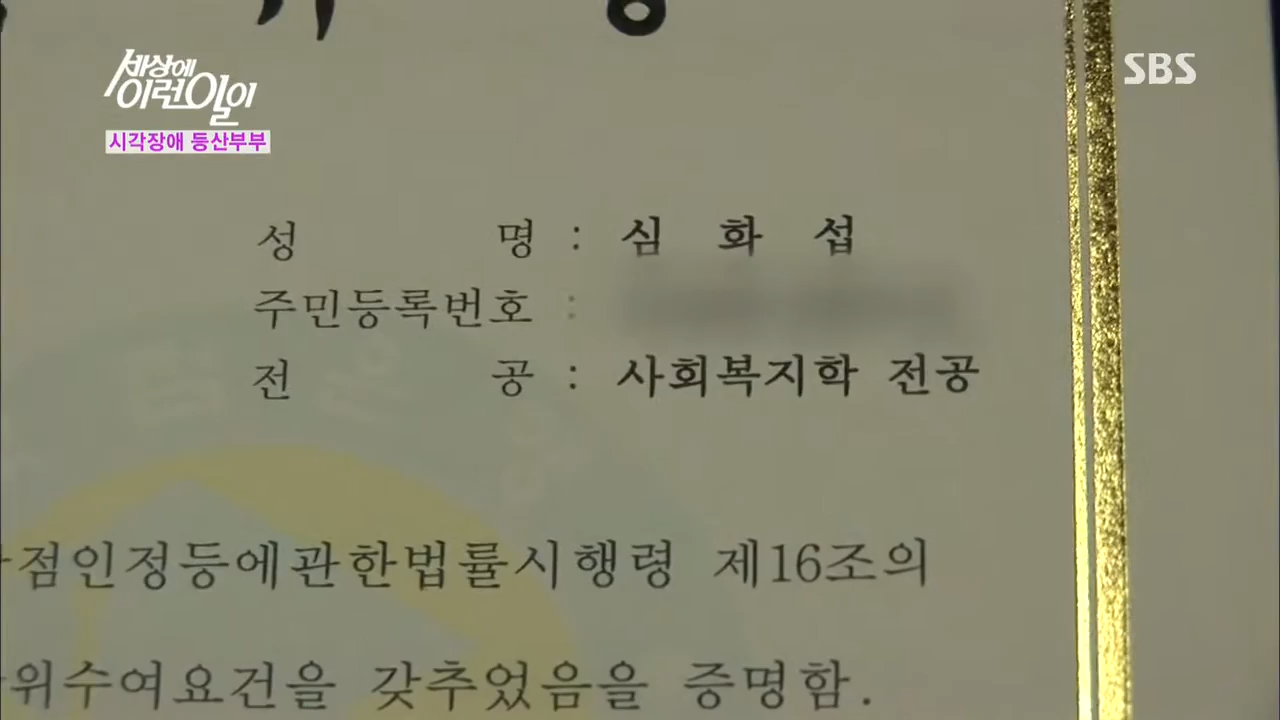 세상에
이런일이
SBS
시각장애 등산부부
성 명 : 심 화 섭
주민등록번호 :
전 공 : 사회복지학 전공
점인정등에관한법률시행령 제16조의
위수여요건을 갖추었음을 증명함.